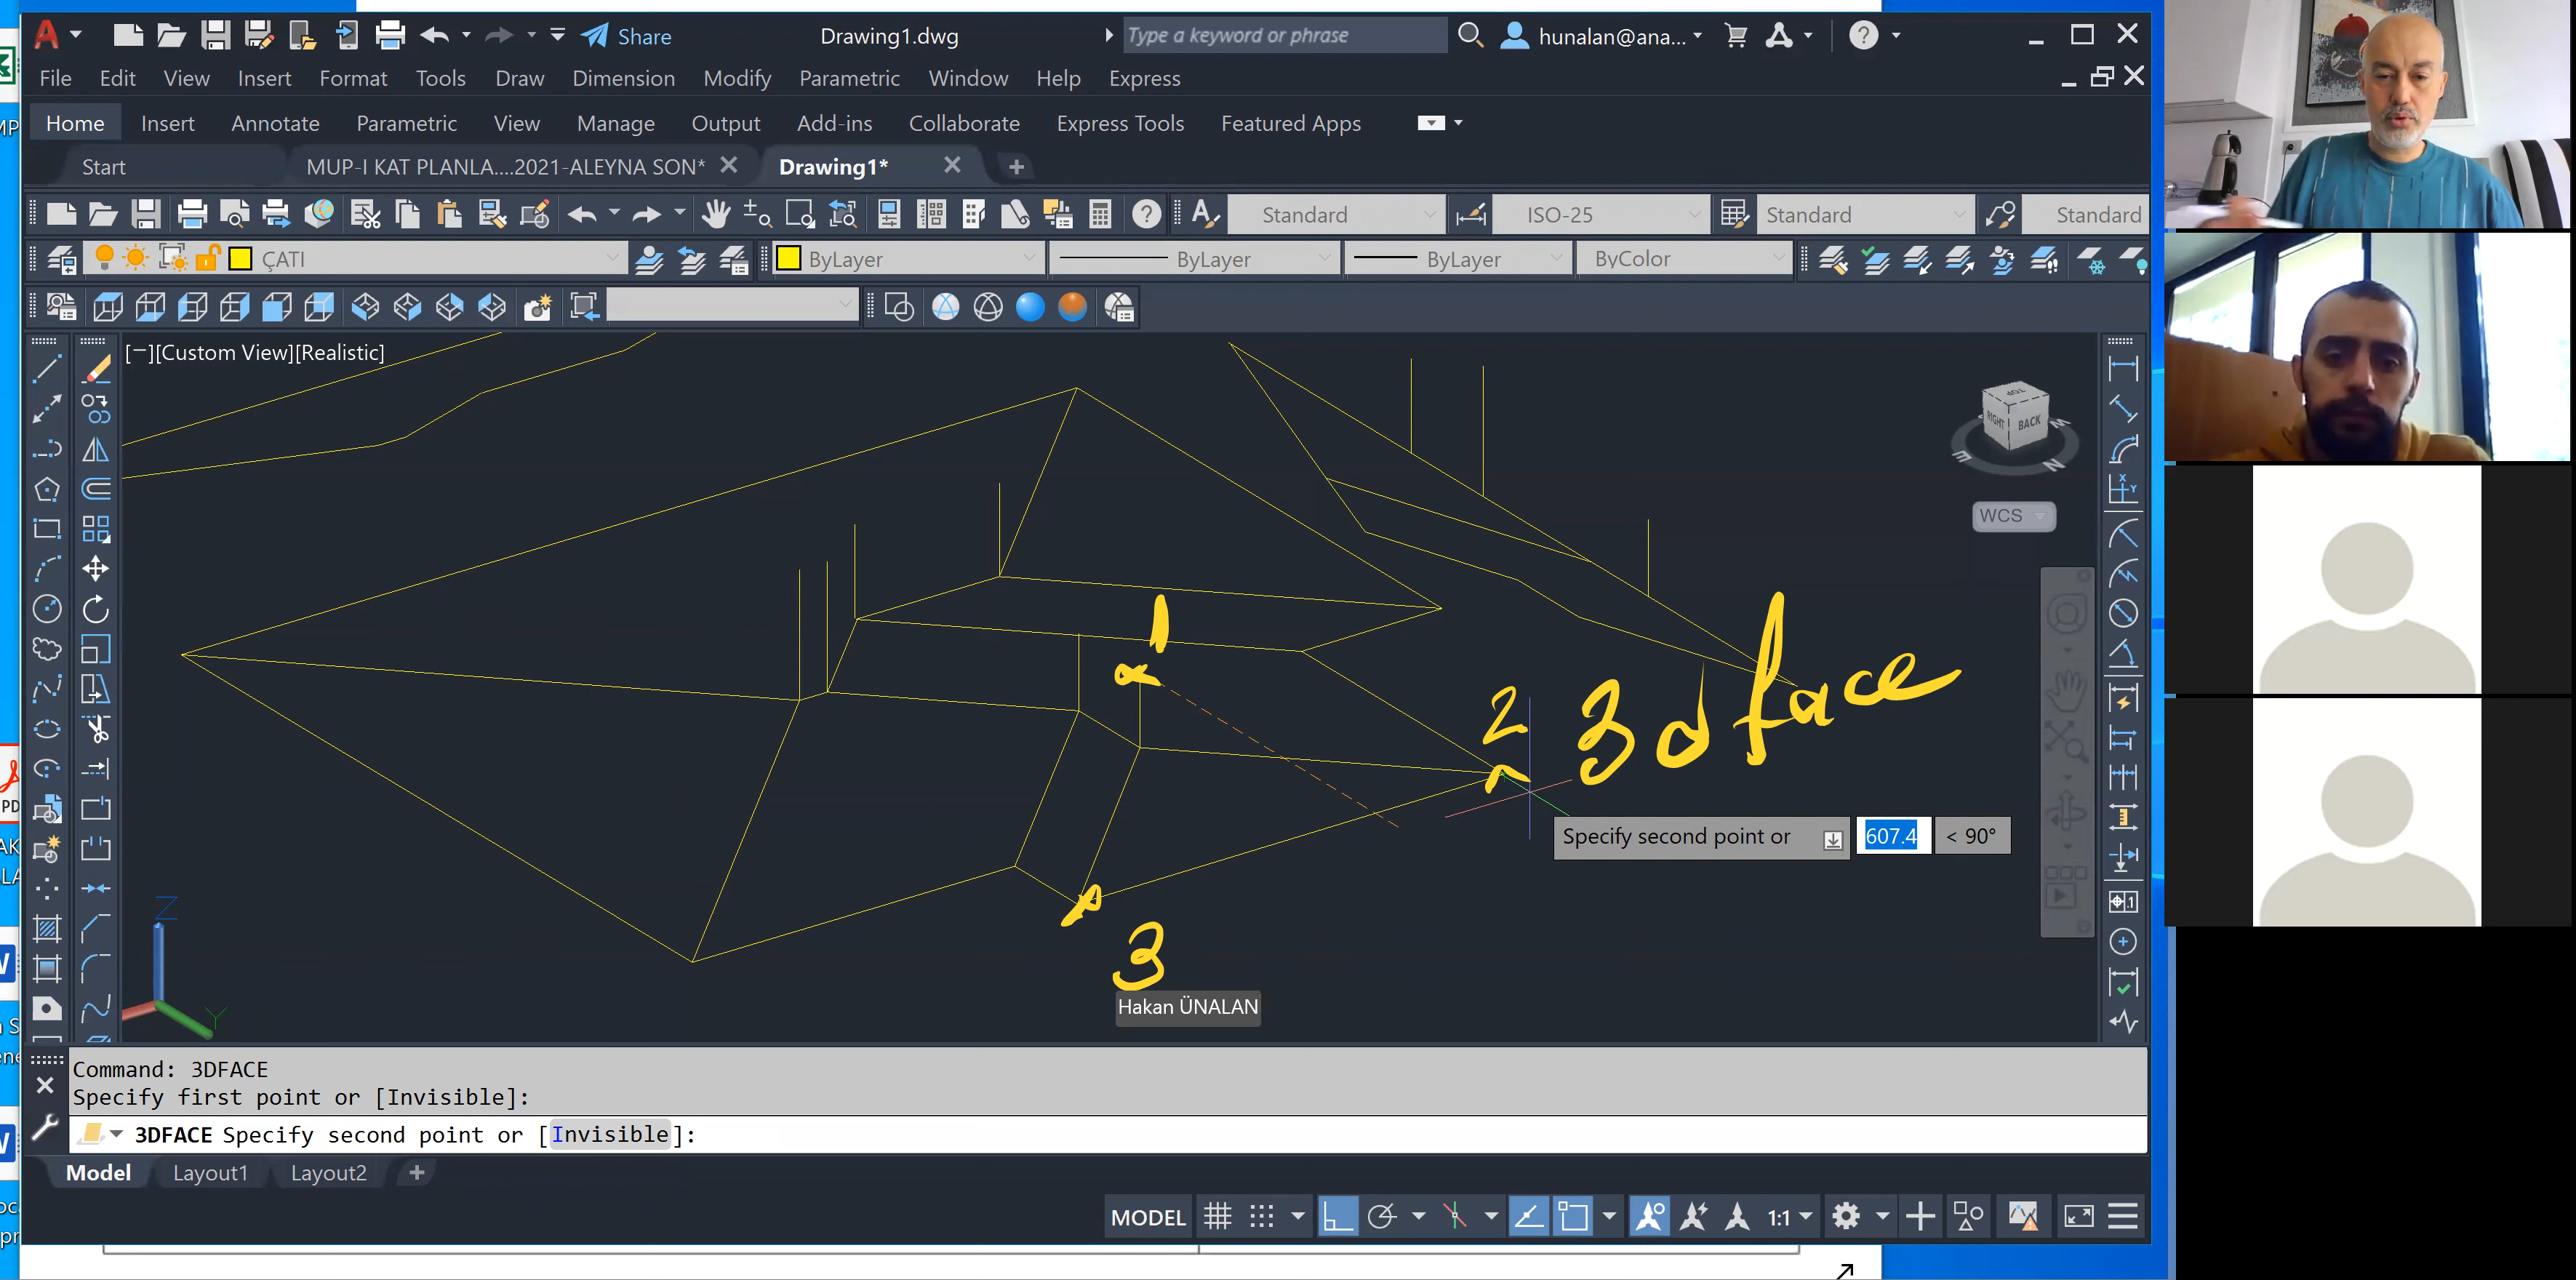 Share
Drawing1.dwg
Type a keyword or phrase
hunalan@ana...
File Edit View Insert Format Tools Draw Dimension Modify Parametric Window Help Express
Home Insert Annotate Parametric View Manage Output Add-ins Collaborate Express Tools Featured Apps
Start
MUP-I KAT PLANLA....2021-ALEYNA SON*
Drawing1*
Standard
ISO-25
Standard
Standard
ÇATI
ByLayer
ByLayer
ByLayer
ByColor
[−][Custom View][Realistic]
TOP
RIGHT
BACK
WCS
1
2
3dface
Specify second point or
607.4
< 90°
3
Hakan ÜNALAN
Z
Y
Command: 3DFACE
Specify first point or [Invisible]:
3DFACE Specify second point or [Invisible]:
Model Layout1 Layout2
MODEL
1:1